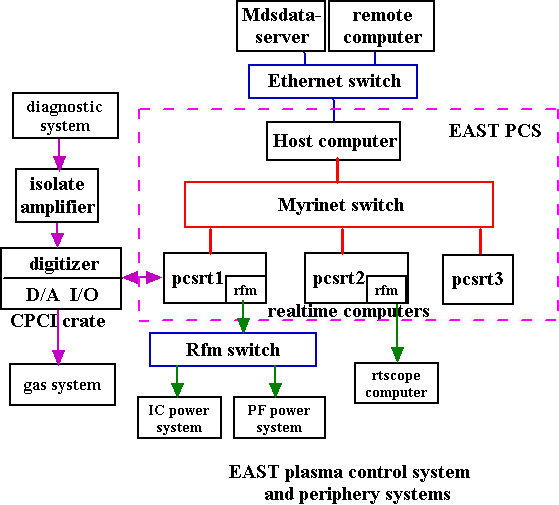 Mdsdata-
server
remote
computer
Ethernet switch
diagnostic
system
EAST PCS
Host computer
isolate
amplifier
Myrinet switch
digitizer
D/A I/O
CPCI crate
pcsrt1
rfm
pcsrt2
rfm
pcsrt3
realtime computers
Rfm switch
gas system
rtscope
computer
IC power
system
PF power
system
EAST plasma control system
and periphery systems